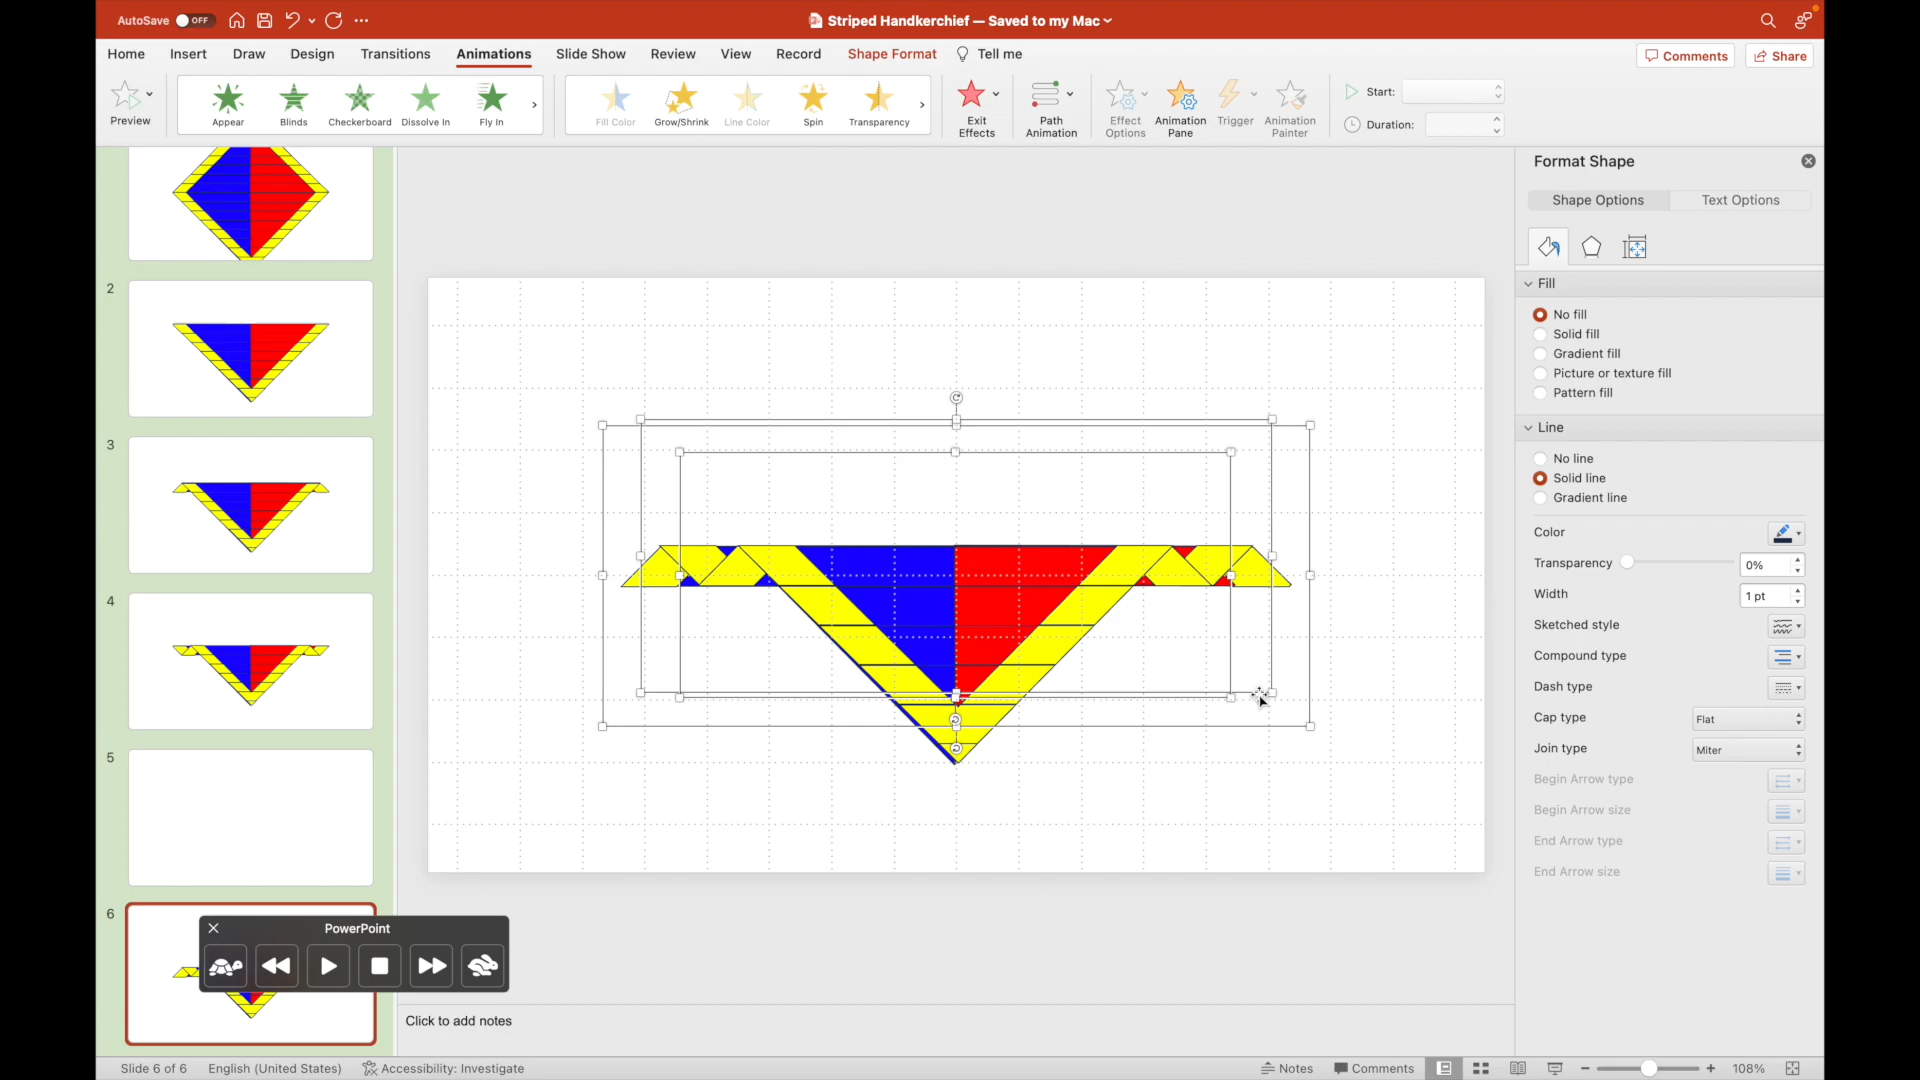 AutoSave OFF
Striped Handkerchief — Saved to my Mac
Home Insert Draw Design Transitions Animations Slide Show Review View Record Shape Format Tell me
Comments Share
Preview
Appear Blinds Checkerboard Dissolve In Fly In
Fill Color Grow/Shrink Line Color Spin Transparency
Exit Effects
Path Animation
Effect Options
Animation Pane
Trigger
Animation Painter
Start:
Duration:
2
3
4
5
6
PowerPoint
Format Shape
Shape Options Text Options
Fill
No fill
Solid fill
Gradient fill
Picture or texture fill
Pattern fill
Line
No line
Solid line
Gradient line
Color
Transparency 0%
Width 1 pt
Sketched style
Compound type
Dash type
Cap type Flat
Join type Miter
Begin Arrow type
Begin Arrow size
End Arrow type
End Arrow size
Click to add notes
Slide 6 of 6 English (United States) Accessibility: Investigate
Notes Comments 108%